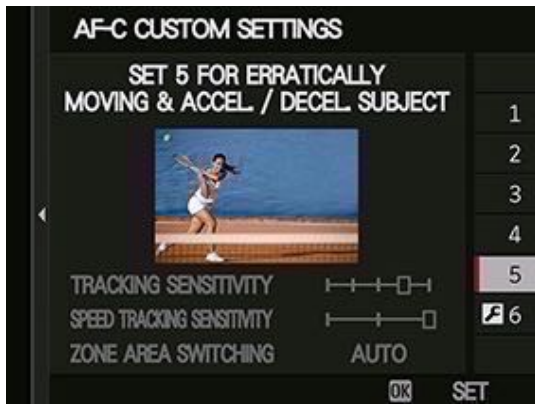 AF-C CUSTOM SETTINGS
SET 5 FOR ERRATICALLY
MOVING & ACCEL. / DECEL. SUBJECT
1
2
3
4
5
6
TRACKING SENSITIVITY
SPEED TRACKING SENSITIVITY
ZONE AREA SWITCHING AUTO
OK SET